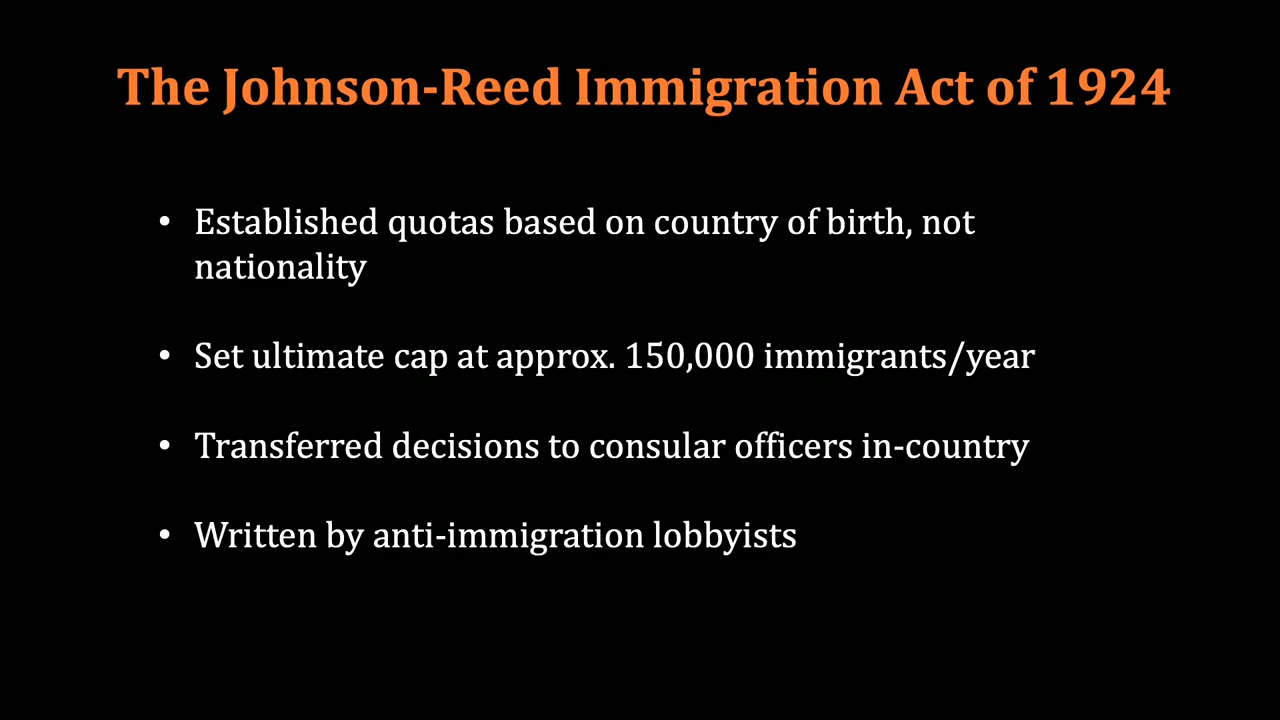 The Johnson-Reed Immigration Act of 1924
• Established quotas based on country of birth, not
nationality
• Set ultimate cap at approx. 150,000 immigrants/year
• Transferred decisions to consular officers in-country
• Written by anti-immigration lobbyists